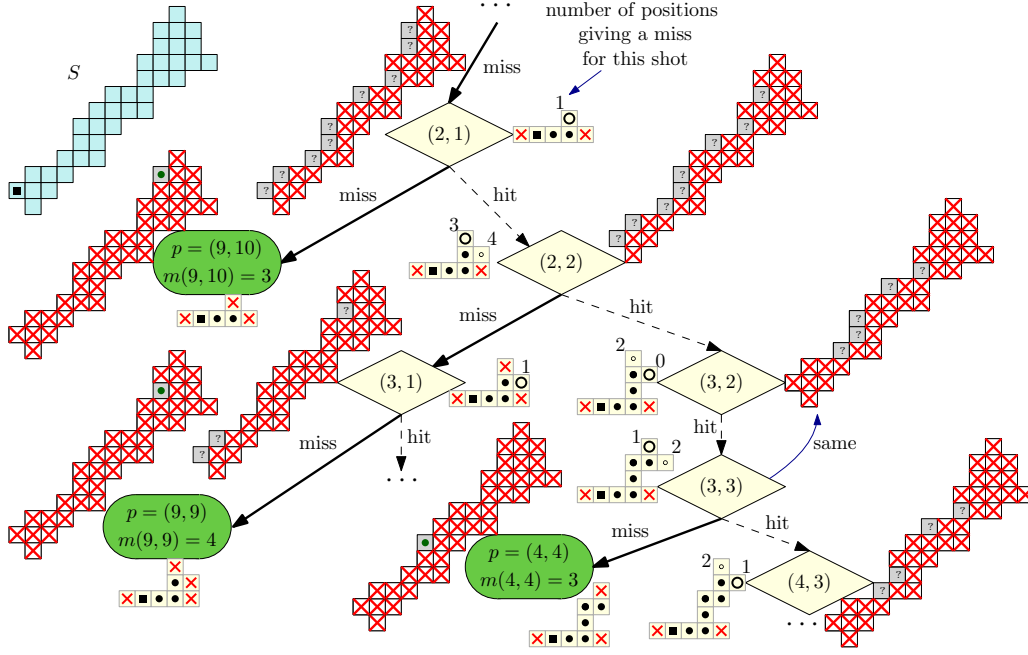 . . .
number of positions
giving a miss
for this shot
S
?
?
?
?
?
?
?
?
miss
1
(2, 1)
miss
hit
?
?
?
?
?
?
?
?
3
4
(2, 2)
p = (9, 10)
m(9, 10) = 3
miss
hit
?
?
?
?
?
?
?
?
2
0
(3, 2)
1
(3, 1)
miss
hit
. . .
hit
same
1
2
(3, 3)
miss
hit
p = (9, 9)
m(9, 9) = 4
p = (4, 4)
m(4, 4) = 3
2
1
(4, 3)
. . .
?
?
?
?